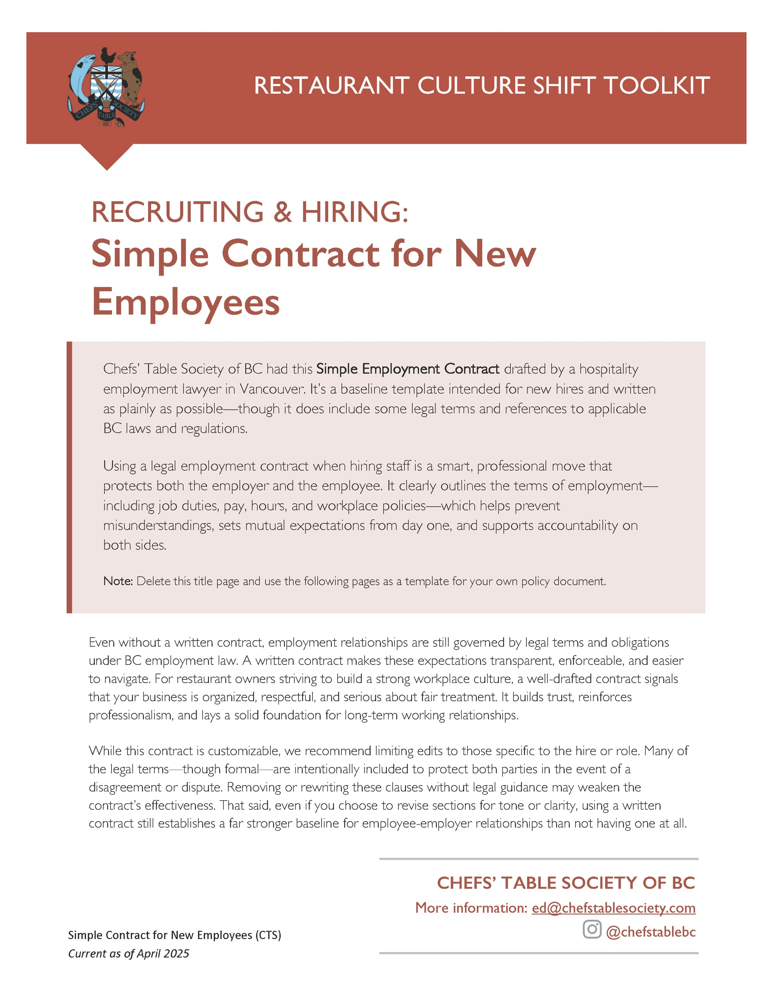 CHEFS' TABLE SOCIETY
OF BC
RESTAURANT CULTURE SHIFT TOOLKIT
RECRUITING & HIRING:
Simple Contract for New
Employees
Chefs’ Table Society of BC had this Simple Employment Contract drafted by a hospitality
employment lawyer in Vancouver. It’s a baseline template intended for new hires and written
as plainly as possible—though it does include some legal terms and references to applicable
BC laws and regulations.
Using a legal employment contract when hiring staff is a smart, professional move that
protects both the employer and the employee. It clearly outlines the terms of employment—
including job duties, pay, hours, and workplace policies—which helps prevent
misunderstandings, sets mutual expectations from day one, and supports accountability on
both sides.
Note: Delete this title page and use the following pages as a template for your own policy document.
Even without a written contract, employment relationships are still governed by legal terms and obligations
under BC employment law. A written contract makes these expectations transparent, enforceable, and easier
to navigate. For restaurant owners striving to build a strong workplace culture, a well-drafted contract signals
that your business is organized, respectful, and serious about fair treatment. It builds trust, reinforces
professionalism, and lays a solid foundation for long-term working relationships.
While this contract is customizable, we recommend limiting edits to those specific to the hire or role. Many of
the legal terms—though formal—are intentionally included to protect both parties in the event of a
disagreement or dispute. Removing or rewriting these clauses without legal guidance may weaken the
contract’s effectiveness. That said, even if you choose to revise sections for tone or clarity, using a written
contract still establishes a far stronger baseline for employee-employer relationships than not having one at all.
CHEFS’ TABLE SOCIETY OF BC
More information: ed@chefstablesociety.com
@chefstablebc
Simple Contract for New Employees (CTS)
Current as of April 2025